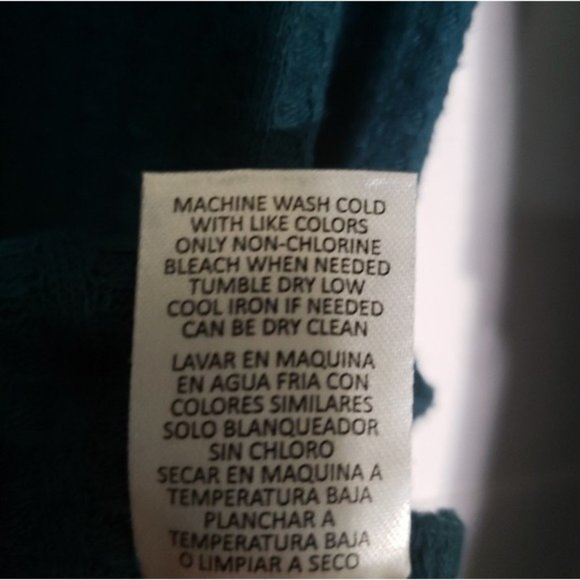 MACHINE WASH COLD
WITH LIKE COLORS
ONLY NON-CHLORINE
BLEACH WHEN NEEDED
TUMBLE DRY LOW
COOL IRON IF NEEDED
CAN BE DRY CLEAN
LAVAR EN MAQUINA
EN AGUA FRIA CON
COLORES SIMILARES
SOLO BLANQUEADOR
SIN CHLORO
SECAR EN MAQUINA A
TEMPERATURA BAJA
PLANCHAR A
TEMPERATURA BAJA
O LIMPIAR A SECO